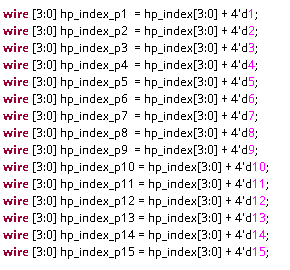 wire [3:0] hp_index_p1  = hp_index[3:0] + 4'd1;
wire [3:0] hp_index_p2  = hp_index[3:0] + 4'd2;
wire [3:0] hp_index_p3  = hp_index[3:0] + 4'd3;
wire [3:0] hp_index_p4  = hp_index[3:0] + 4'd4;
wire [3:0] hp_index_p5  = hp_index[3:0] + 4'd5;
wire [3:0] hp_index_p6  = hp_index[3:0] + 4'd6;
wire [3:0] hp_index_p7  = hp_index[3:0] + 4'd7;
wire [3:0] hp_index_p8  = hp_index[3:0] + 4'd8;
wire [3:0] hp_index_p9  = hp_index[3:0] + 4'd9;
wire [3:0] hp_index_p10 = hp_index[3:0] + 4'd10;
wire [3:0] hp_index_p11 = hp_index[3:0] + 4'd11;
wire [3:0] hp_index_p12 = hp_index[3:0] + 4'd12;
wire [3:0] hp_index_p13 = hp_index[3:0] + 4'd13;
wire [3:0] hp_index_p14 = hp_index[3:0] + 4'd14;
wire [3:0] hp_index_p15 = hp_index[3:0] + 4'd15;